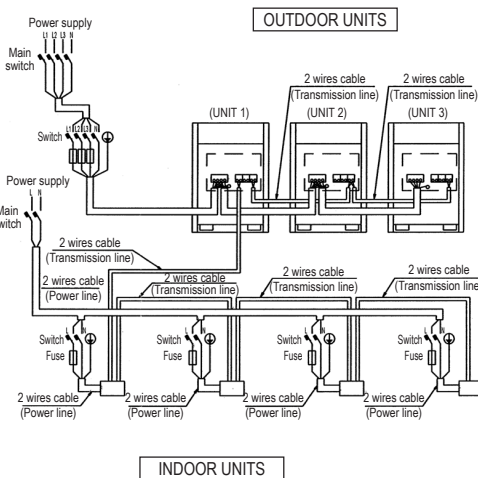 OUTDOOR UNITS
Power supply
L1 L2 L3 N
Main
switch
2 wires cable
(Transmission line)
2 wires cable
(Transmission line)
(UNIT 1)
(UNIT 2)
(UNIT 3)
L1 L2 L3 N
Switch
Power supply
L N
Main
switch
2 wires cable
(Transmission line)
2 wires cable
(Power line)
2 wires cable
(Transmission line)
2 wires cable
(Transmission line)
2 wires cable
(Transmission line)
L N
Switch
Fuse
L N
Switch
Fuse
L N
Switch
Fuse
L N
Switch
Fuse
2 wires cable
(Power line)
2 wires cable
(Power line)
2 wires cable
(Power line)
2 wires cable
(Power line)
INDOOR UNITS